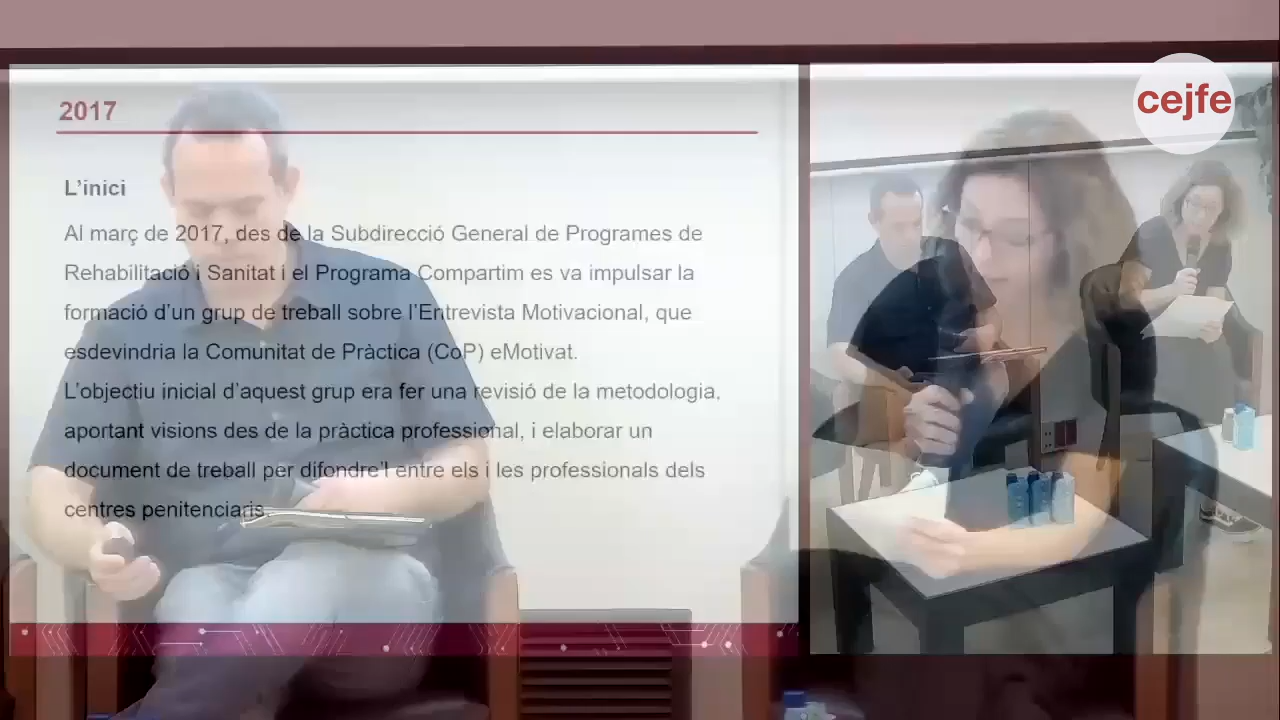 cejfe
2017
L'inici
Al març de 2017, des de la Subdirecció General de Programes de
Rehabilitació i Sanitat i el Programa Compartim es va impulsar la
formació d'un grup de treball sobre l'Entrevista Motivacional, que
esdevindria la Comunitat de Pràctica (CoP) eMotivat.
L'objectiu inicial d'aquest grup era fer una revisió de la metodologia,
aportant visions des de la pràctica professional, i elaborar un
document de treball per difondre'l entre els i les professionals dels
centres penitenciaris.